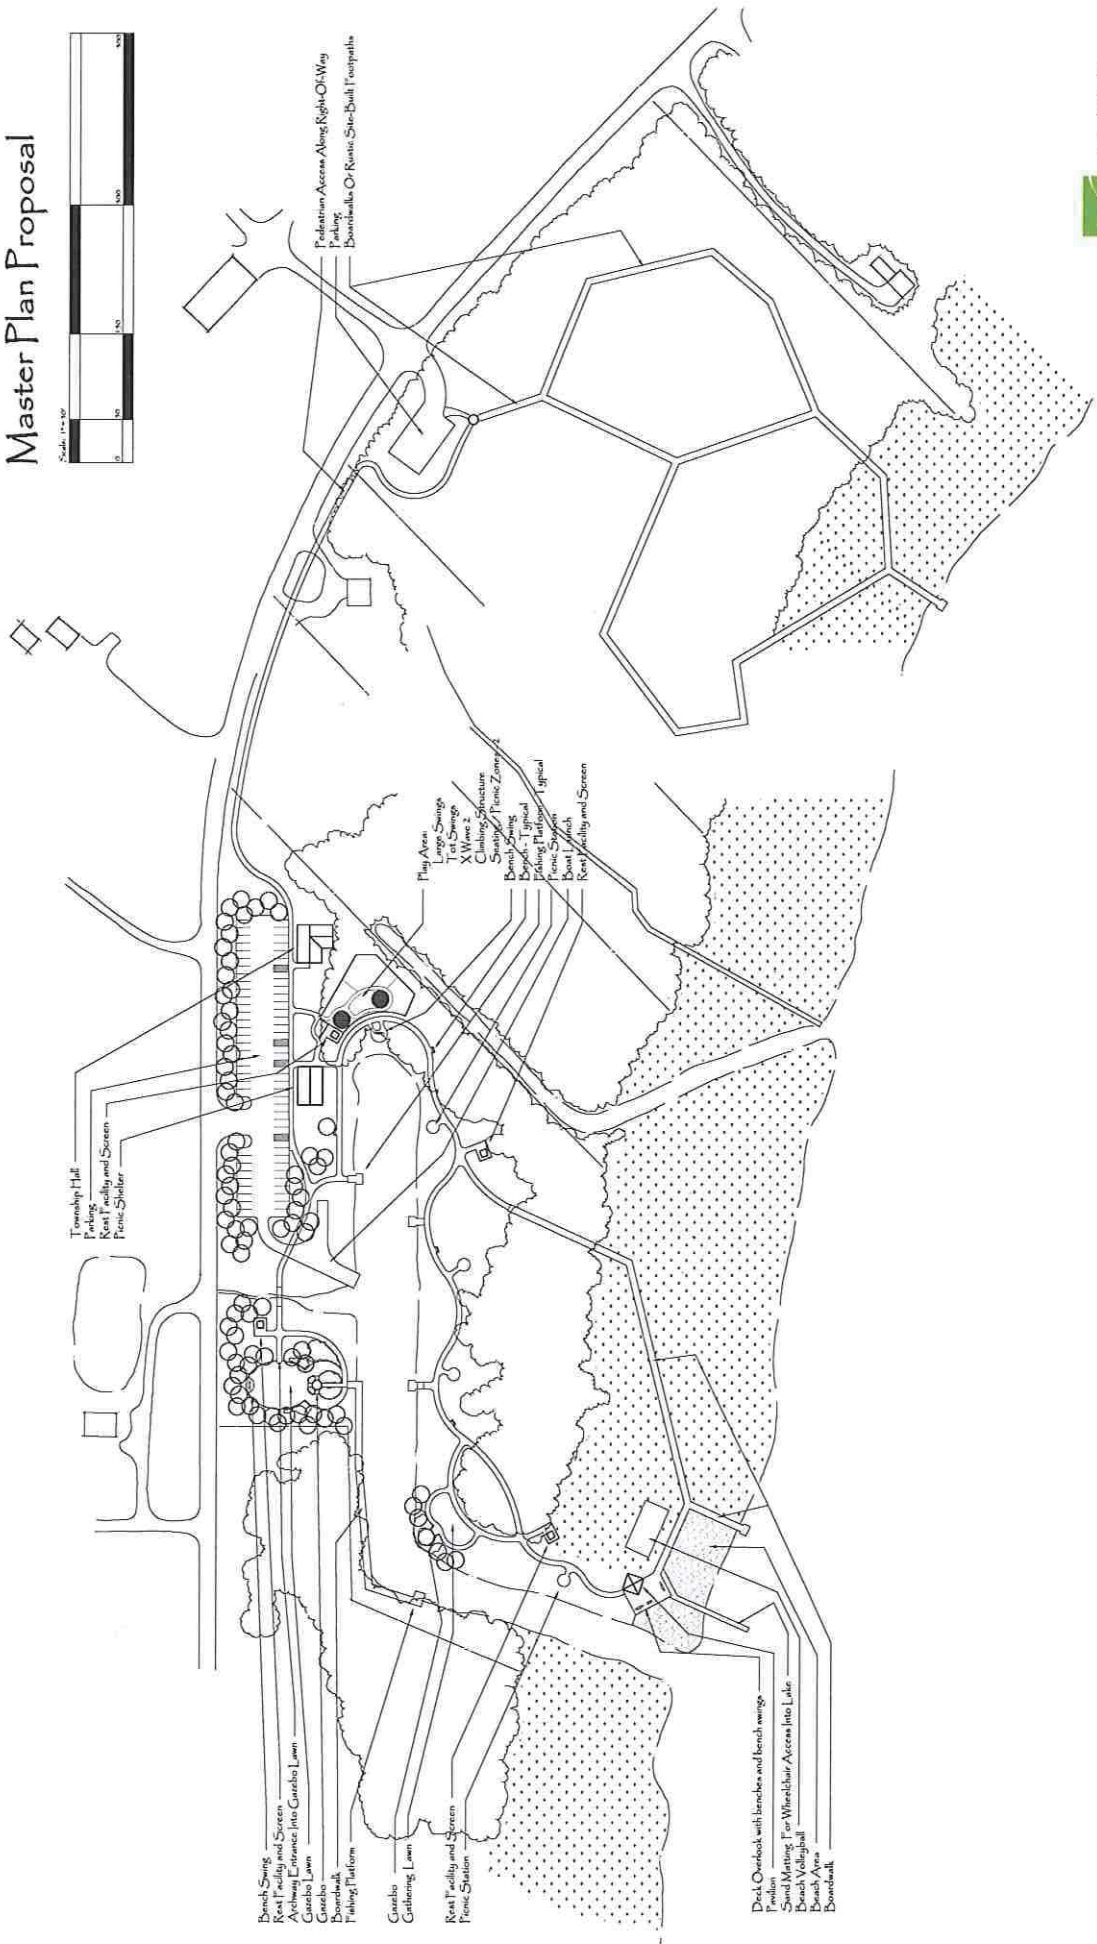 Master Plan Proposal
Pedestrian Access Along Right-Of-Way
Parking
Boardwalks Or Rustic Site-Built Footpaths
Township Hall
Parking
Rest Facility and Screen
Picnic Shelter
Play Area:
Large Swings
Tot Swings
X Wave 2
Climbing Structure
Seating / Picnic Zones - 2
Bench Swing
Bench - Typical
Fishing Platform - Typical
Picnic Station
Boat Launch
Rest Facility and Screen
Bench Swing
Rest Facility and Screen
Archway Entrance Into Gazebo Lawn
Gazebo Lawn
Gazebo
Boardwalk
Fishing Platform
Gazebo
Gathering Lawn
Rest Facility and Screen
Picnic Station
Deck Overlook with benches and bench swings
Pavilion
Sand Matting For Wheelchair Access Into Lake
Beach Volleyball
Beach Area
Boardwalk